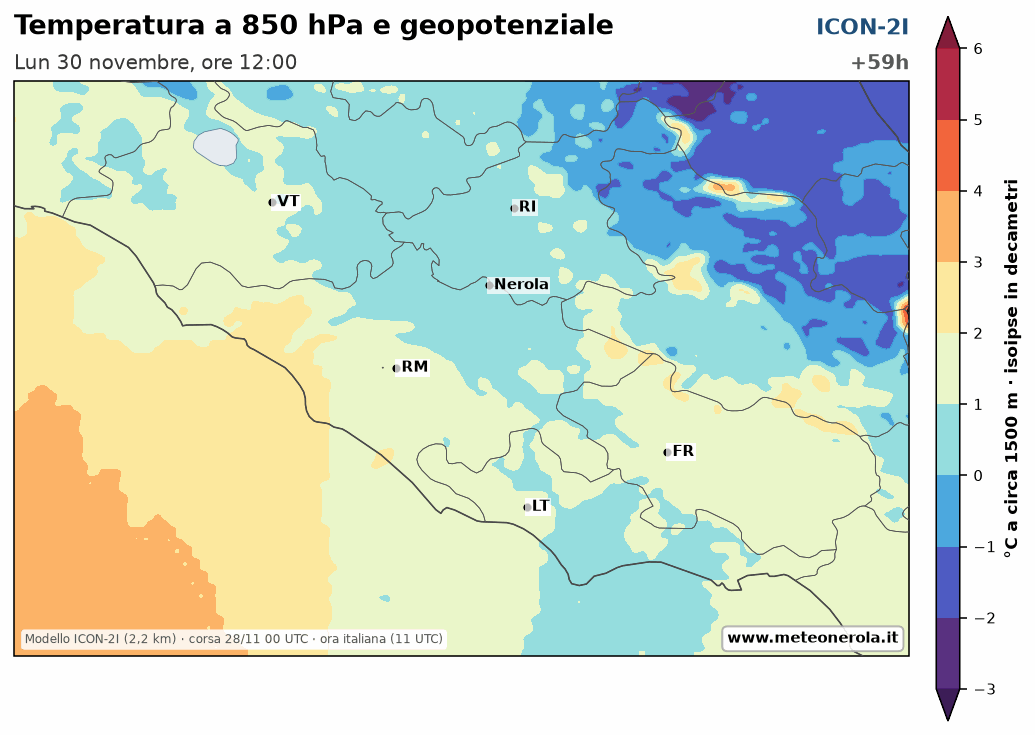 Temperatura a 850 hPa e geopotenziale
ICON-2I
Lun 30 novembre, ore 12:00
+59h
VT
RI
Nerola
RM
FR
LT
Modello ICON-2I (2,2 km) · corsa 28/11 00 UTC · ora italiana (11 UTC)
www.meteonerola.it
6
5
4
3
2
1
0
−1
−2
−3
°C a circa 1500 m · isoipse in decametri